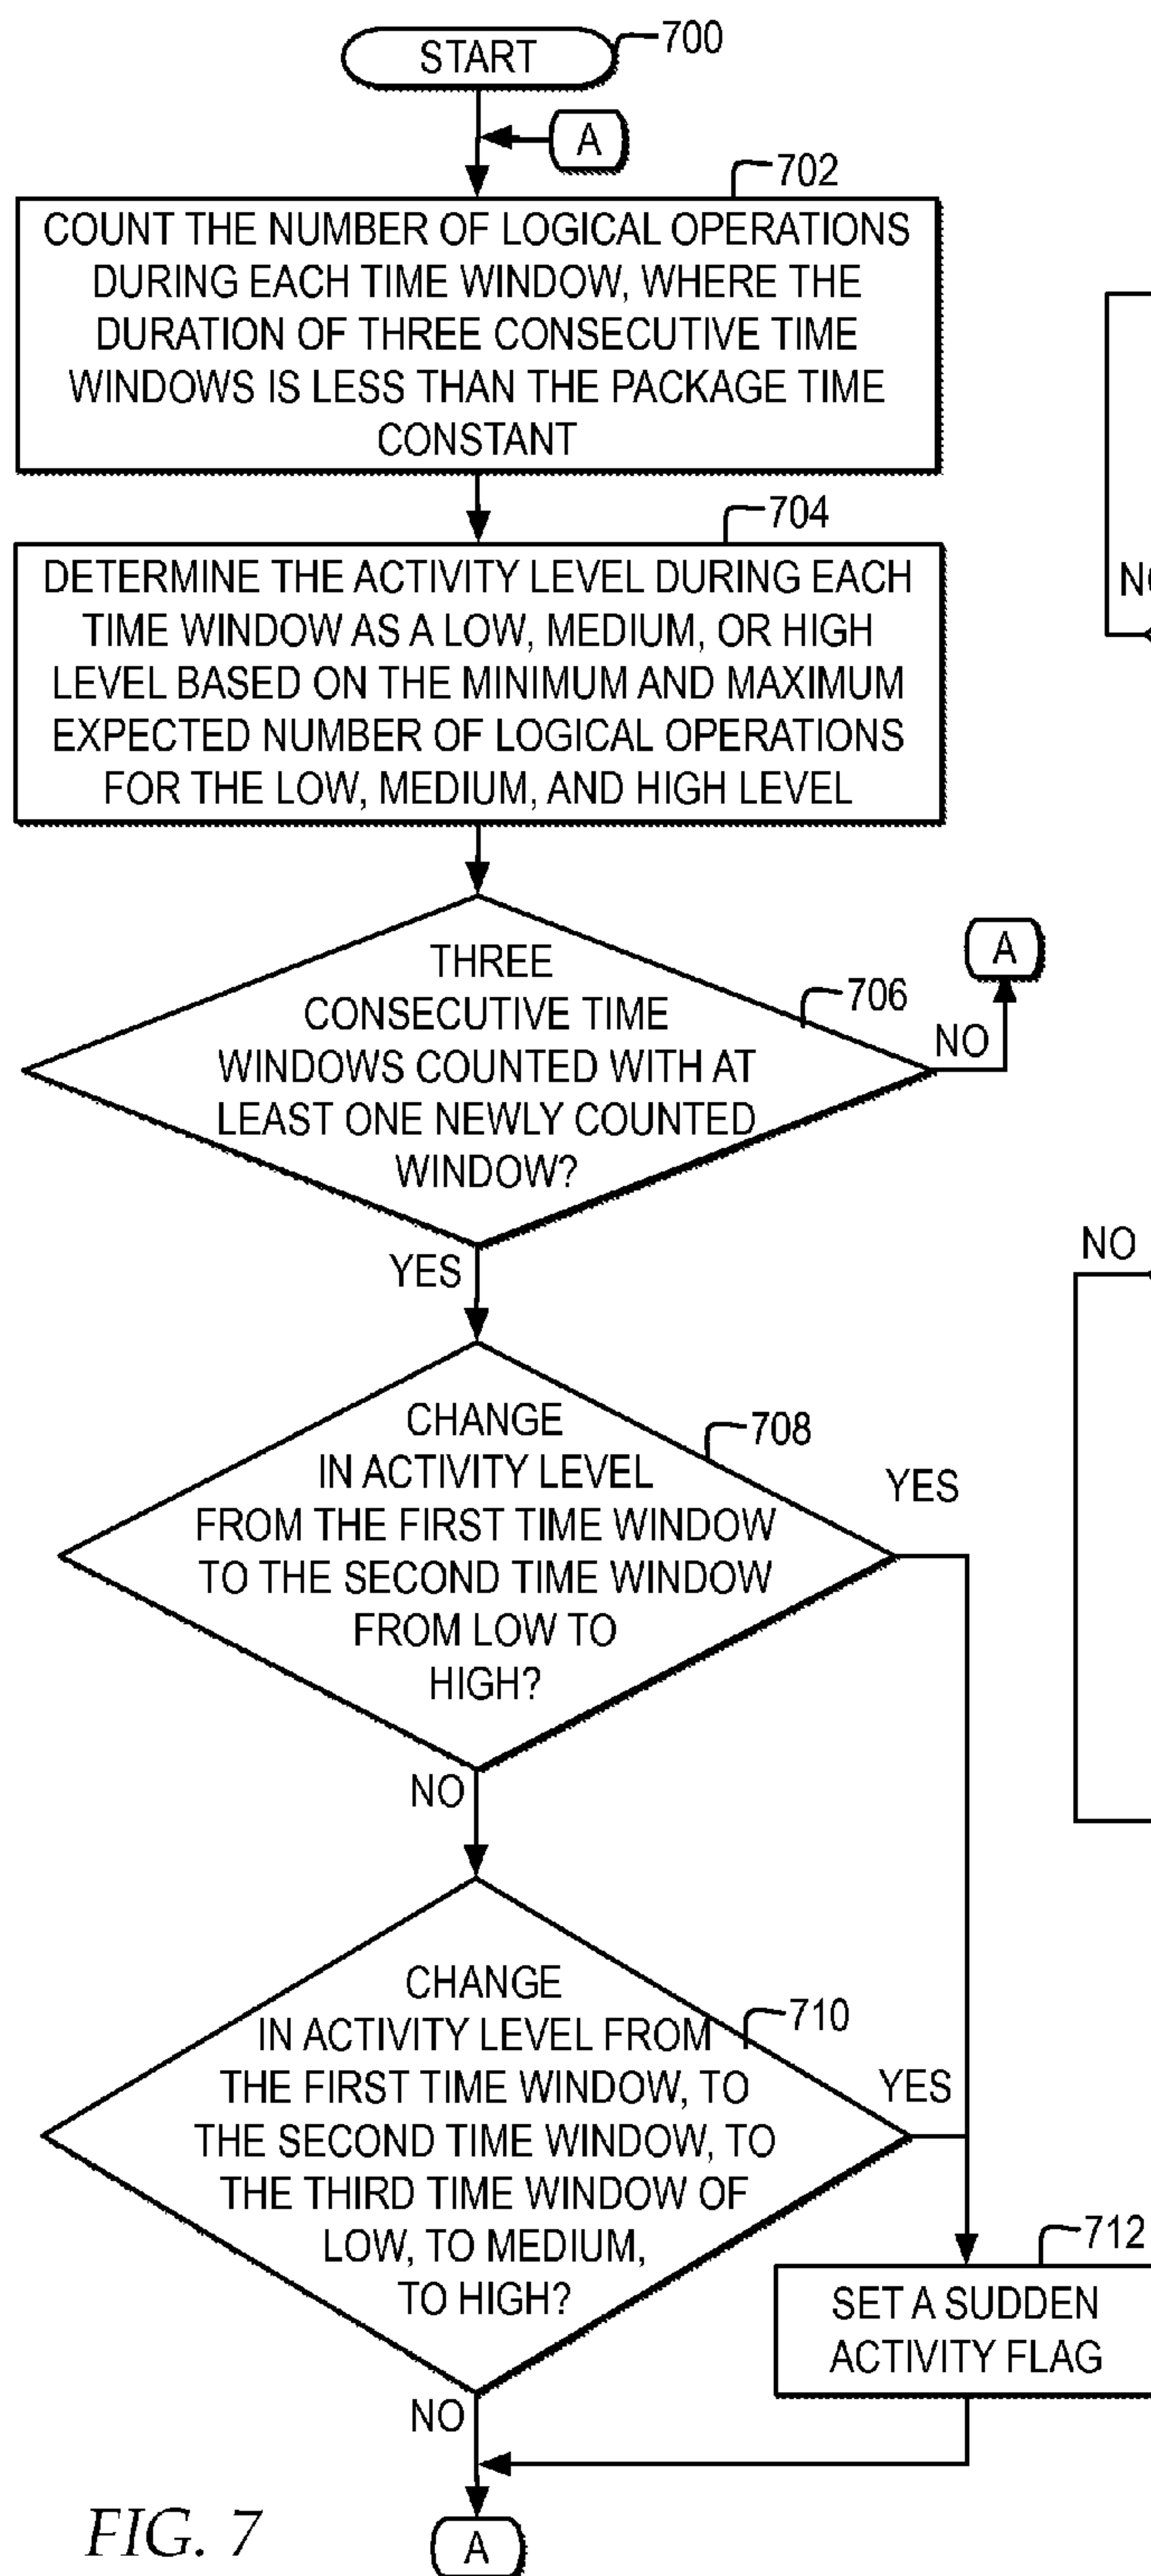 START
700
A
702
COUNT THE NUMBER OF LOGICAL OPERATIONS
DURING EACH TIME WINDOW, WHERE THE
DURATION OF THREE CONSECUTIVE TIME
WINDOWS IS LESS THAN THE PACKAGE TIME
CONSTANT
704
DETERMINE THE ACTIVITY LEVEL DURING EACH
TIME WINDOW AS A LOW, MEDIUM, OR HIGH
LEVEL BASED ON THE MINIMUM AND MAXIMUM
EXPECTED NUMBER OF LOGICAL OPERATIONS
FOR THE LOW, MEDIUM, AND HIGH LEVEL
THREE
CONSECUTIVE TIME
WINDOWS COUNTED WITH AT
LEAST ONE NEWLY COUNTED
WINDOW?
706
NO
A
YES
CHANGE
IN ACTIVITY LEVEL
FROM THE FIRST TIME WINDOW
TO THE SECOND TIME WINDOW
FROM LOW TO
HIGH?
708
YES
NO
CHANGE
IN ACTIVITY LEVEL FROM
THE FIRST TIME WINDOW, TO
THE SECOND TIME WINDOW, TO
THE THIRD TIME WINDOW OF
LOW, TO MEDIUM,
TO HIGH?
710
YES
712
SET A SUDDEN
ACTIVITY FLAG
NO
A
FIG. 7
NO